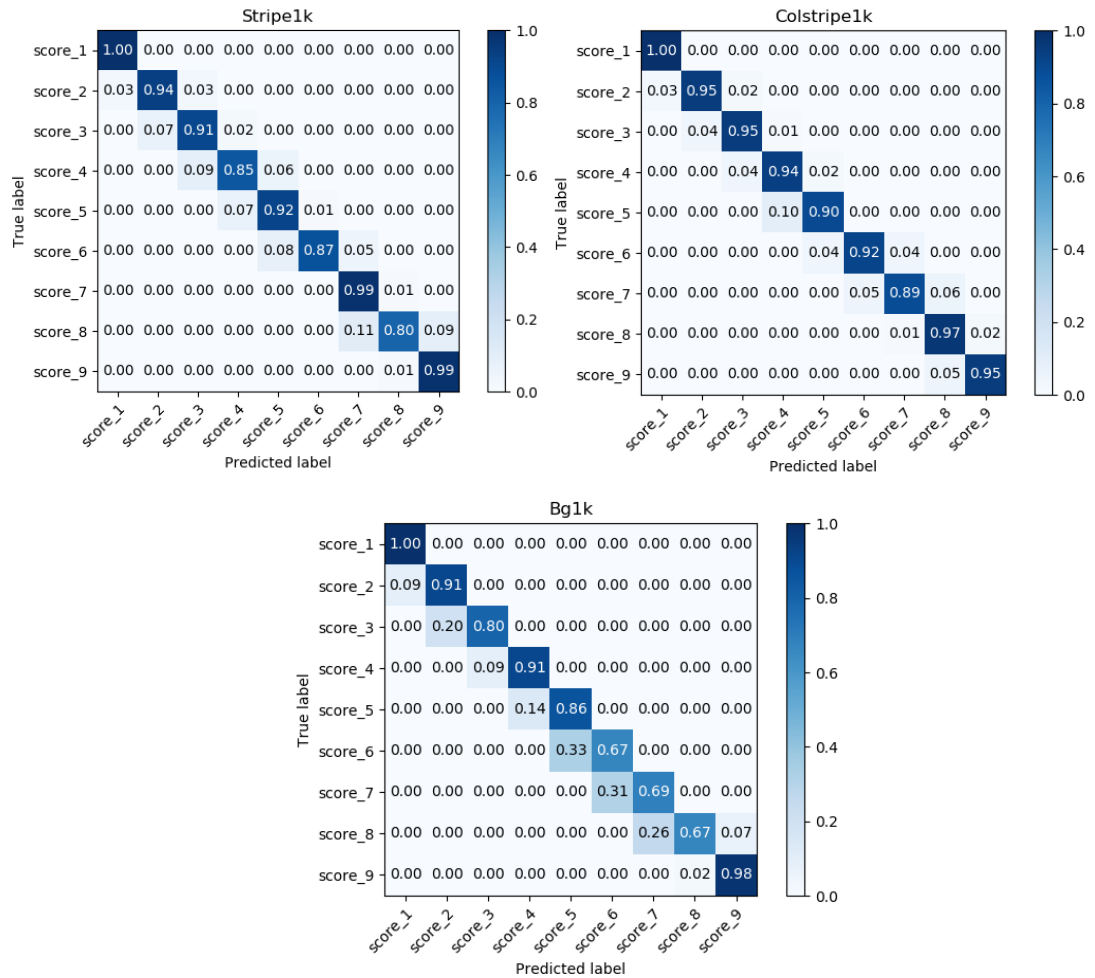 Stripe1k
score_1 1.00 0.00 0.00 0.00 0.00 0.00 0.00 0.00 0.00 1.0
score_2 0.03 0.94 0.03 0.00 0.00 0.00 0.00 0.00 0.00
score_3 0.00 0.07 0.91 0.02 0.00 0.00 0.00 0.00 0.00 0.8
score_4 0.00 0.00 0.09 0.85 0.06 0.00 0.00 0.00 0.00 0.6
score_5 0.00 0.00 0.00 0.07 0.92 0.01 0.00 0.00 0.00
score_6 0.00 0.00 0.00 0.00 0.08 0.87 0.05 0.00 0.00 0.4
score_7 0.00 0.00 0.00 0.00 0.00 0.00 0.99 0.01 0.00
score_8 0.00 0.00 0.00 0.00 0.00 0.00 0.11 0.80 0.09 0.2
score_9 0.00 0.00 0.00 0.00 0.00 0.00 0.00 0.01 0.99 0.0
True label
score_1 score_2 score_3 score_4 score_5 score_6 score_7 score_8 score_9
Predicted label
Colstripe1k
score_1 1.00 0.00 0.00 0.00 0.00 0.00 0.00 0.00 0.00 1.0
score_2 0.03 0.95 0.02 0.00 0.00 0.00 0.00 0.00 0.00
score_3 0.00 0.04 0.95 0.01 0.00 0.00 0.00 0.00 0.00 0.8
score_4 0.00 0.00 0.04 0.94 0.02 0.00 0.00 0.00 0.00 0.6
score_5 0.00 0.00 0.00 0.10 0.90 0.00 0.00 0.00 0.00
score_6 0.00 0.00 0.00 0.00 0.04 0.92 0.04 0.00 0.00 0.4
score_7 0.00 0.00 0.00 0.00 0.00 0.05 0.89 0.06 0.00
score_8 0.00 0.00 0.00 0.00 0.00 0.00 0.01 0.97 0.02 0.2
score_9 0.00 0.00 0.00 0.00 0.00 0.00 0.00 0.05 0.95 0.0
True label
score_1 score_2 score_3 score_4 score_5 score_6 score_7 score_8 score_9
Predicted label
Bg1k
score_1 1.00 0.00 0.00 0.00 0.00 0.00 0.00 0.00 0.00 1.0
score_2 0.09 0.91 0.00 0.00 0.00 0.00 0.00 0.00 0.00
score_3 0.00 0.20 0.80 0.00 0.00 0.00 0.00 0.00 0.00 0.8
score_4 0.00 0.00 0.09 0.91 0.00 0.00 0.00 0.00 0.00 0.6
score_5 0.00 0.00 0.00 0.14 0.86 0.00 0.00 0.00 0.00
score_6 0.00 0.00 0.00 0.00 0.33 0.67 0.00 0.00 0.00 0.4
score_7 0.00 0.00 0.00 0.00 0.00 0.31 0.69 0.00 0.00
score_8 0.00 0.00 0.00 0.00 0.00 0.00 0.26 0.67 0.07 0.2
score_9 0.00 0.00 0.00 0.00 0.00 0.00 0.00 0.02 0.98 0.0
True label
score_1 score_2 score_3 score_4 score_5 score_6 score_7 score_8 score_9
Predicted label